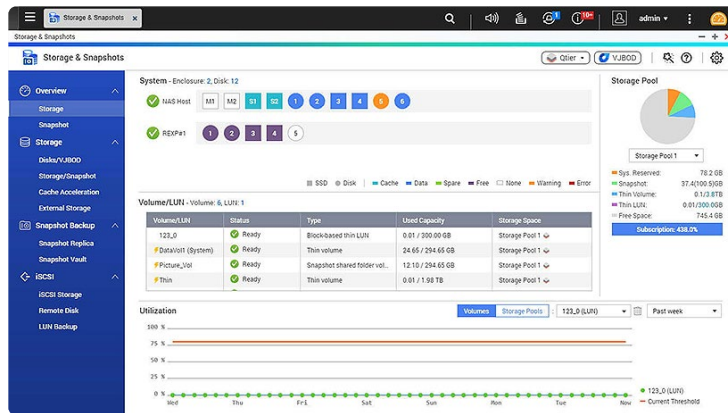 Storage & Snapshots ×
10+
admin
Storage & Snapshots
Storage & Snapshots
Qtier
VJBOD
Overview
Storage
Snapshot
Storage
Disks/VJBOD
Storage/Snapshot
Cache Acceleration
External Storage
Snapshot Backup
Snapshot Replica
Snapshot Vault
iSCSI
iSCSI Storage
Remote Disk
LUN Backup
System - Enclosure: 2, Disk: 12
NAS Host M1 M2 S1 S2 1 2 3 4 5 6
REXP#1 1 2 3 4 5
SSD Disk Cache Data Spare Free None Warning Error
Volume/LUN - Volume: 6, LUN: 1
Volume/LUN Status Type Used Capacity Storage Space
123_0 Ready Block-based thin LUN 0.01 / 300.00 GB Storage Pool 1
DataVol1 (System) Ready Thin volume 24.65 / 294.65 GB Storage Pool 1
Picture_Vol Ready Snapshot shared folder vol... 12.10 / 294.65 GB Storage Pool 1
Thin Ready Thin volume 0.01 / 1.98 TB Storage Pool 1
Storage Pool
Storage Pool 1
Sys. Reserved: 78.2 GB
Snapshot: 37.4(100.5)GB
Thin Volume: 0.1/3.8TB
Thin LUN: 0.01/300.0GB
Free Space: 745.4 GB
Subscription: 438.0%
Utilization
Volumes Storage Pools : 123_0 (LUN) Past week
100 %
75 %
50 %
25 %
0 %
Wed Thu Fri Sat Sun Mon Tue Now
123_0 (LUN)
Current Threshold